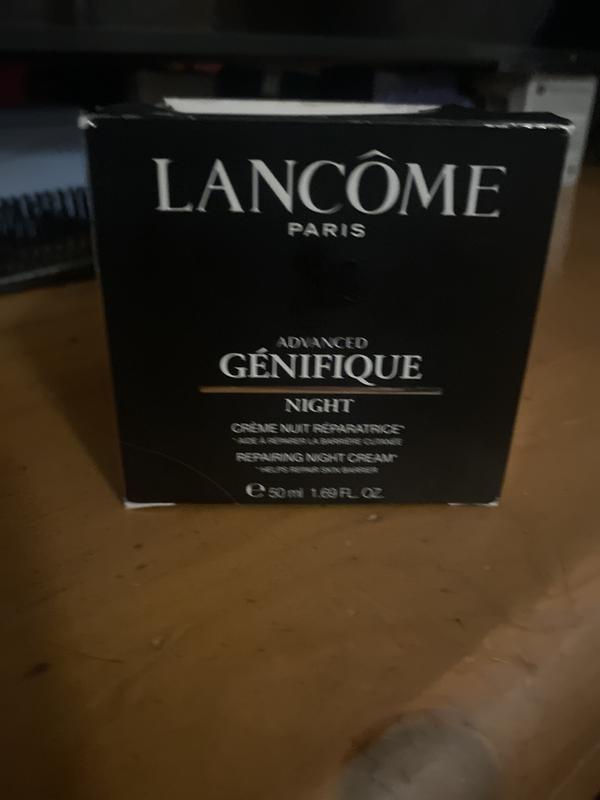 LANCÔME
PARIS
ADVANCED
GÉNIFIQUE
NIGHT
CRÈME NUIT RÉPARATRICE*
* AIDE À RÉPARER LA BARRIÈRE CUTANÉE
REPAIRING NIGHT CREAM*
* HELPS REPAIR SKIN BARRIER
e 50 ml 1.69 FL. OZ.